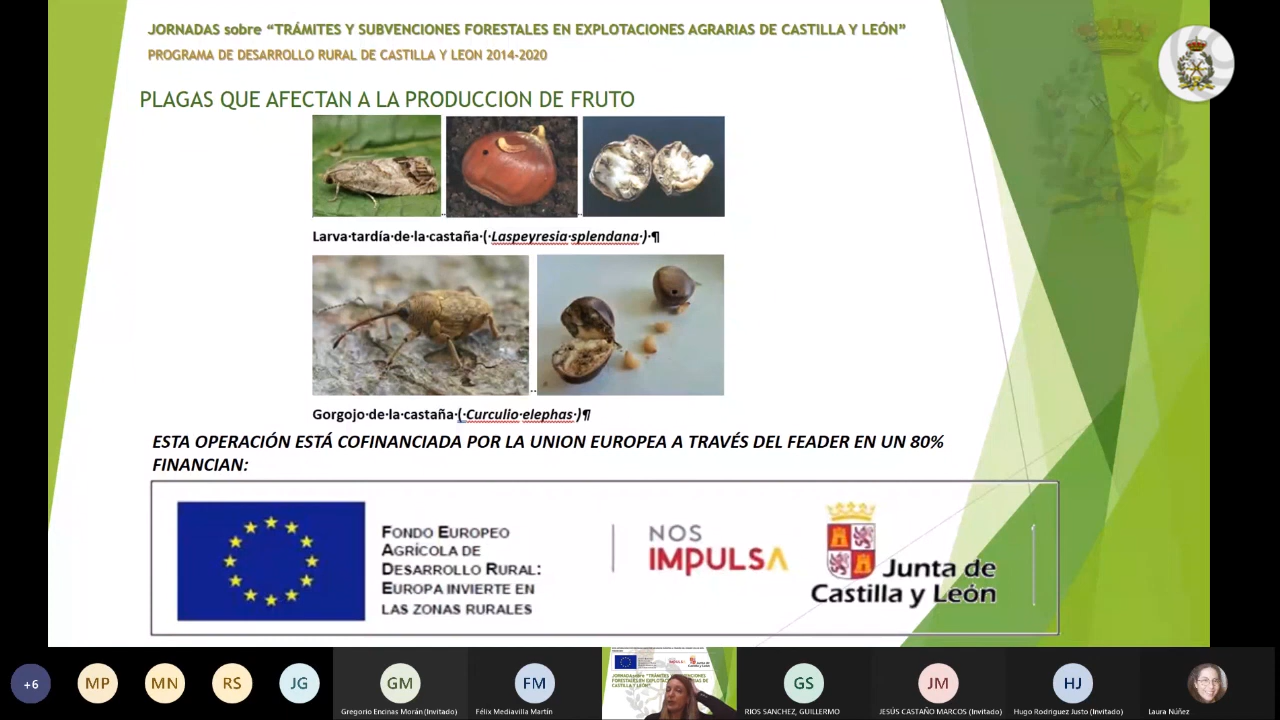 JORNADAS sobre “TRÁMITES Y SUBVENCIONES FORESTALES EN EXPLOTACIONES AGRARIAS DE CASTILLA Y LEÓN”
PROGRAMA DE DESARROLLO RURAL DE CASTILLA Y LEON 2014-2020
PLAGAS QUE AFECTAN A LA PRODUCCION DE FRUTO
Larva·tardía·de·la·castaña·(·Laspeyresia·splendana·)·¶
Gorgojo·de·la·castaña·(·Curculio·elephas·)¶
ESTA OPERACIÓN ESTÁ COFINANCIADA POR LA UNION EUROPEA A TRAVÉS DEL FEADER EN UN 80%
FINANCIAN:
FONDO EUROPEO
AGRÍCOLA DE
DESARROLLO RURAL:
EUROPA INVIERTE EN
LAS ZONAS RURALES
NOS
IMPULSA
Junta de
Castilla y León
+6
MP
MN
RS
JG
GM
FM
GS
JM
HJ
Gregorio Encinas Morán (Invitado)
Félix Mediavilla Martín
RIOS SANCHEZ, GUILLERMO
JESÚS CASTAÑO MARCOS (Invitado)
Hugo Rodríguez Justo (Invitado)
Laura Núñez